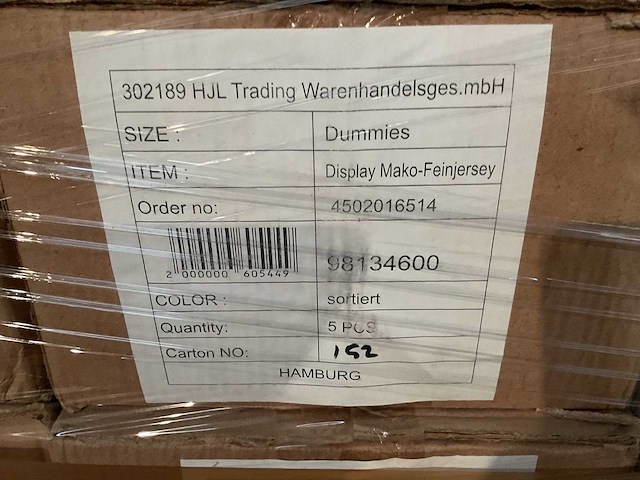 302189 HJL Trading Warenhandelsges.mbH
SIZE : Dummies
ITEM : Display Mako-Feinjersey
Order no: 4502016514
2 000000 605449 98134600
COLOR : sortiert
Quantity: 5 PCS
Carton NO: 152
HAMBURG